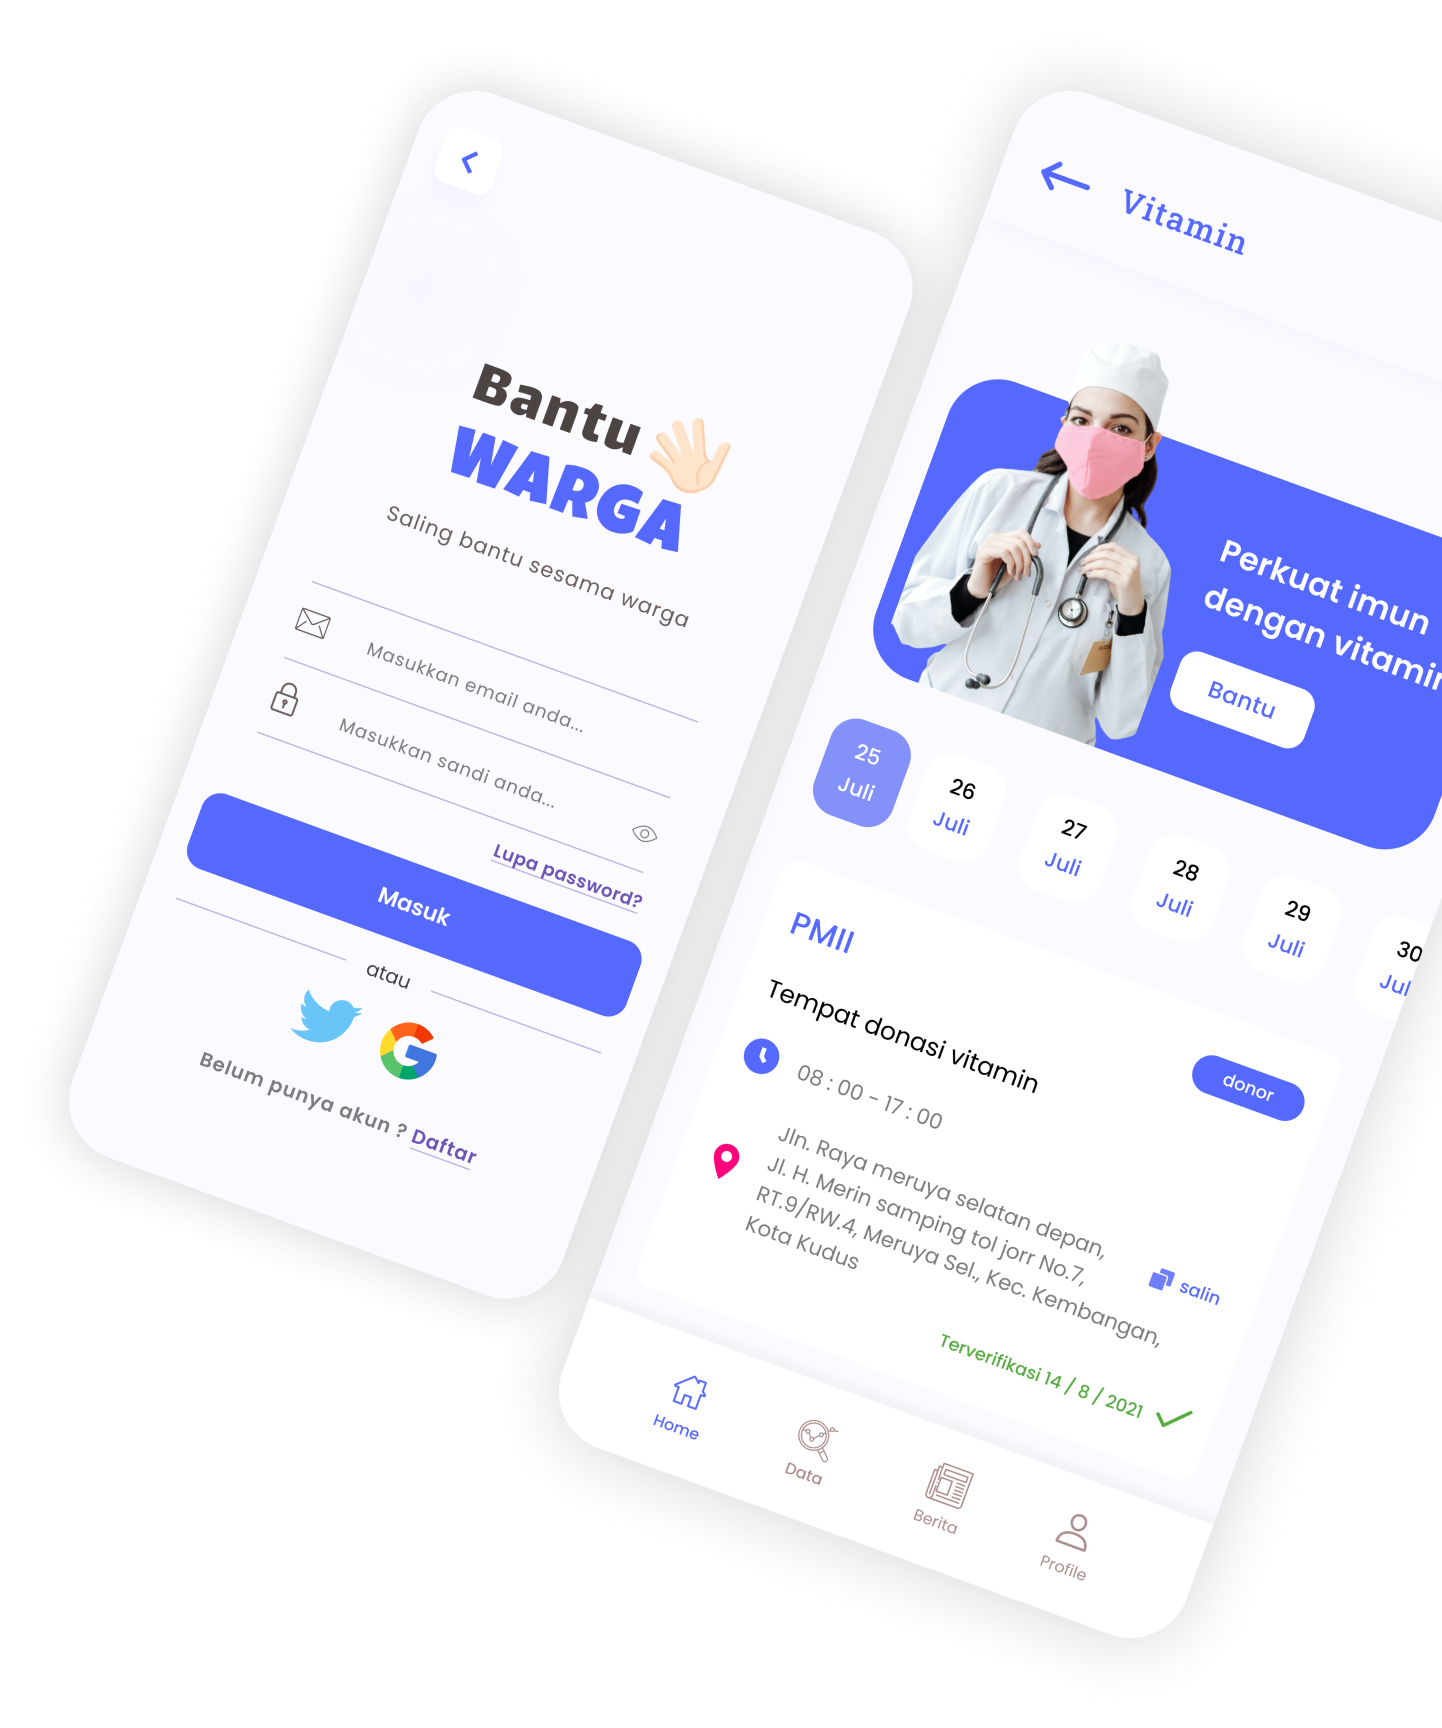 Bantu
WARGA
Saling bantu sesama warga
Masukkan email anda...
Masukkan sandi anda...
Lupa password?
Masuk
atau
Belum punya akun ? Daftar
Vitamin
Perkuat imun
dengan vitamin
Bantu
25
Juli
26
Juli
27
Juli
28
Juli
29
Juli
30
Jul
PMII
Tempat donasi vitamin
donor
08 : 00 - 17 : 00
Jln. Raya meruya selatan depan,
Jl. H. Merin samping tol jorr No.7,
RT.9/RW.4, Meruya Sel., Kec. Kembangan,
Kota Kudus
salin
Terverifikasi 14 / 8 / 2021
Home
Data
Berita
Profile